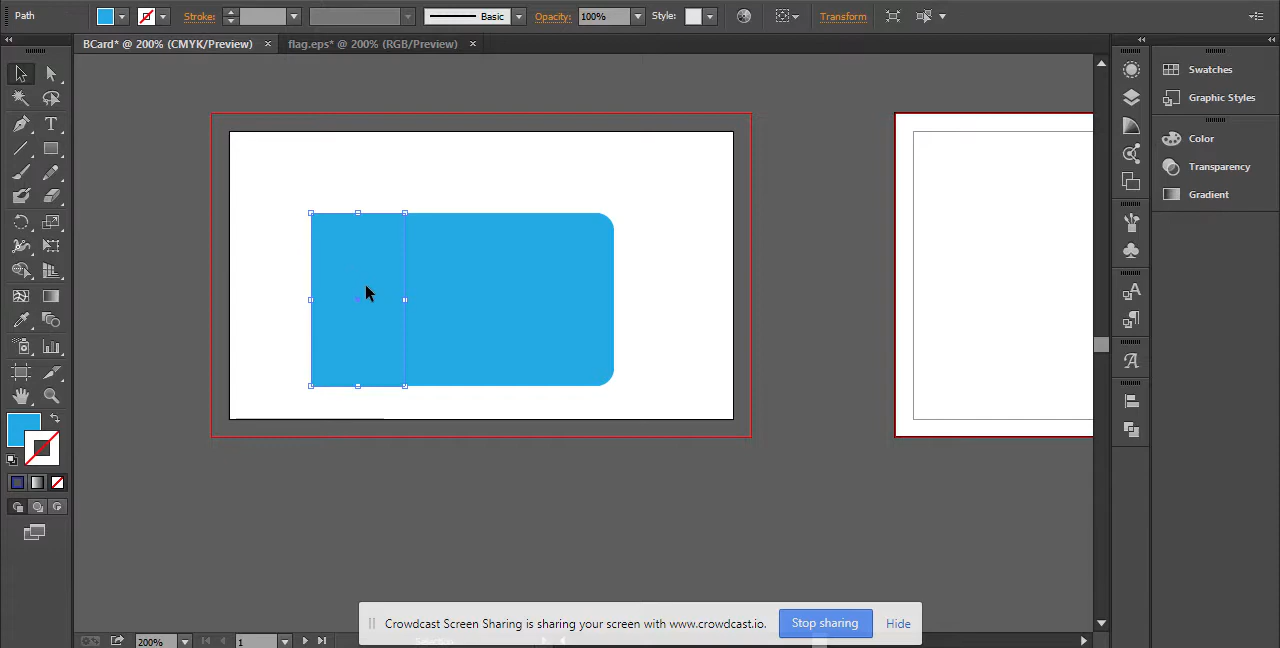 Path
Stroke:
Basic
Opacity:
100%
Style:
Transform
BCard* @ 200% (CMYK/Preview)
flag.eps* @ 200% (RGB/Preview)
Swatches
Graphic Styles
Color
Transparency
Gradient
Crowdcast Screen Sharing is sharing your screen with www.crowdcast.io.
Stop sharing
Hide
200%
1
Selection